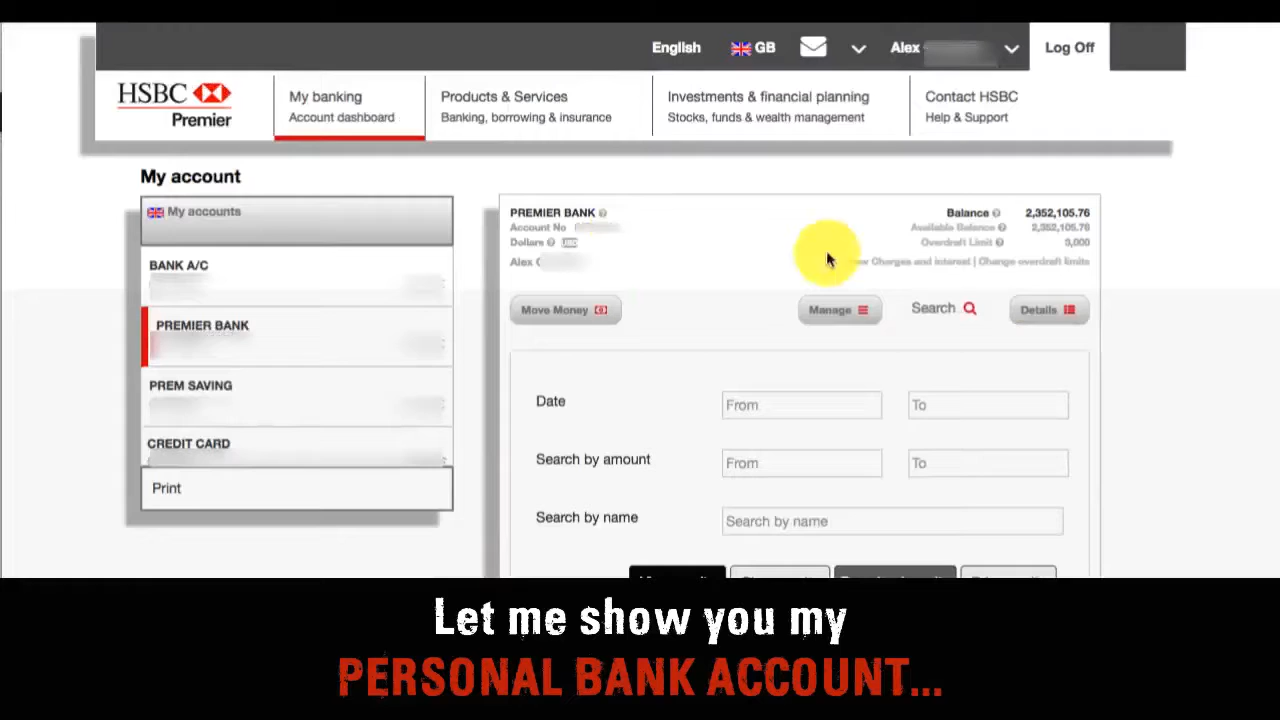 English GB Alex Log Off
HSBC
Premier
My banking
Account dashboard
Products & Services
Banking, borrowing & insurance
Investments & financial planning
Stocks, funds & wealth management
Contact HSBC
Help & Support
My account
My accounts
BANK A/C
PREMIER BANK
PREM SAVING
CREDIT CARD
Print
PREMIER BANK
Account No
Dollars USD
Alex
Balance 2,352,105.76
Available Balance 2,352,105.76
Overdraft Limit 3,000
Charges and interest | Change overdraft limits
Move Money
Manage
Search
Details
Date From To
Search by amount From To
Search by name Search by name
Let me show you my
PERSONAL BANK ACCOUNT...